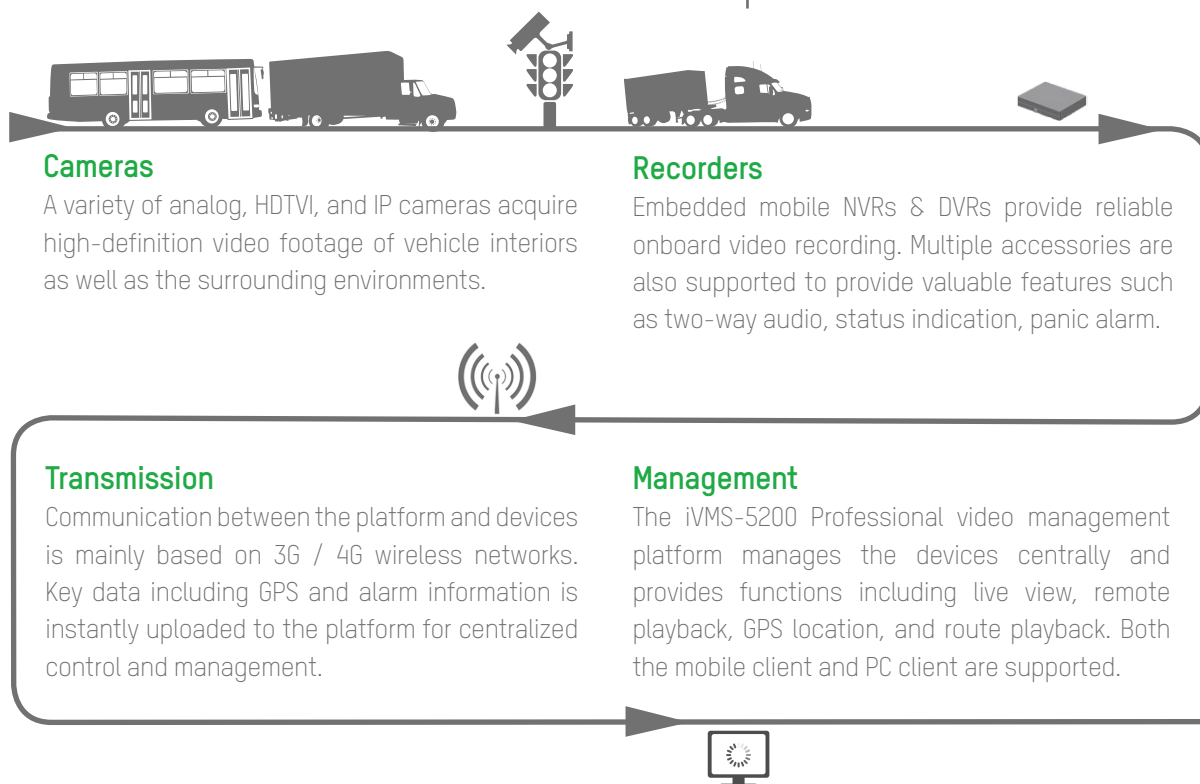 Cameras
A variety of analog, HDTVI, and IP cameras acquire
high-definition video footage of vehicle interiors
as well as the surrounding environments.
Recorders
Embedded mobile NVRs & DVRs provide reliable
onboard video recording. Multiple accessories are
also supported to provide valuable features such
as two-way audio, status indication, panic alarm.
Transmission
Communication between the platform and devices
is mainly based on 3G / 4G wireless networks.
Key data including GPS and alarm information is
instantly uploaded to the platform for centralized
control and management.
Management
The iVMS-5200 Professional video management
platform manages the devices centrally and
provides functions including live view, remote
playback, GPS location, and route playback. Both
the mobile client and PC client are supported.